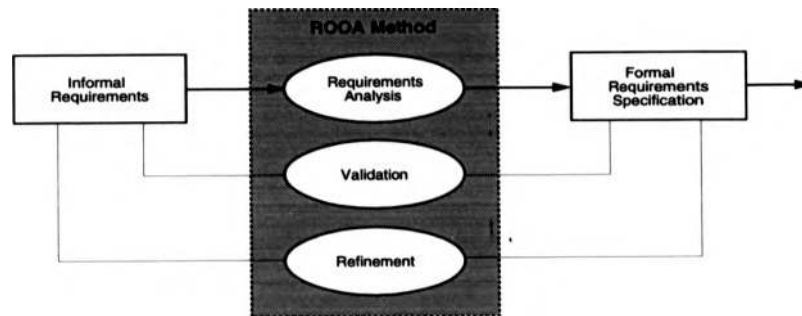 ROOA Method
Informal
Requirements
Requirements
Analysis
Formal
Requirements
Specification
Validation
Refinement